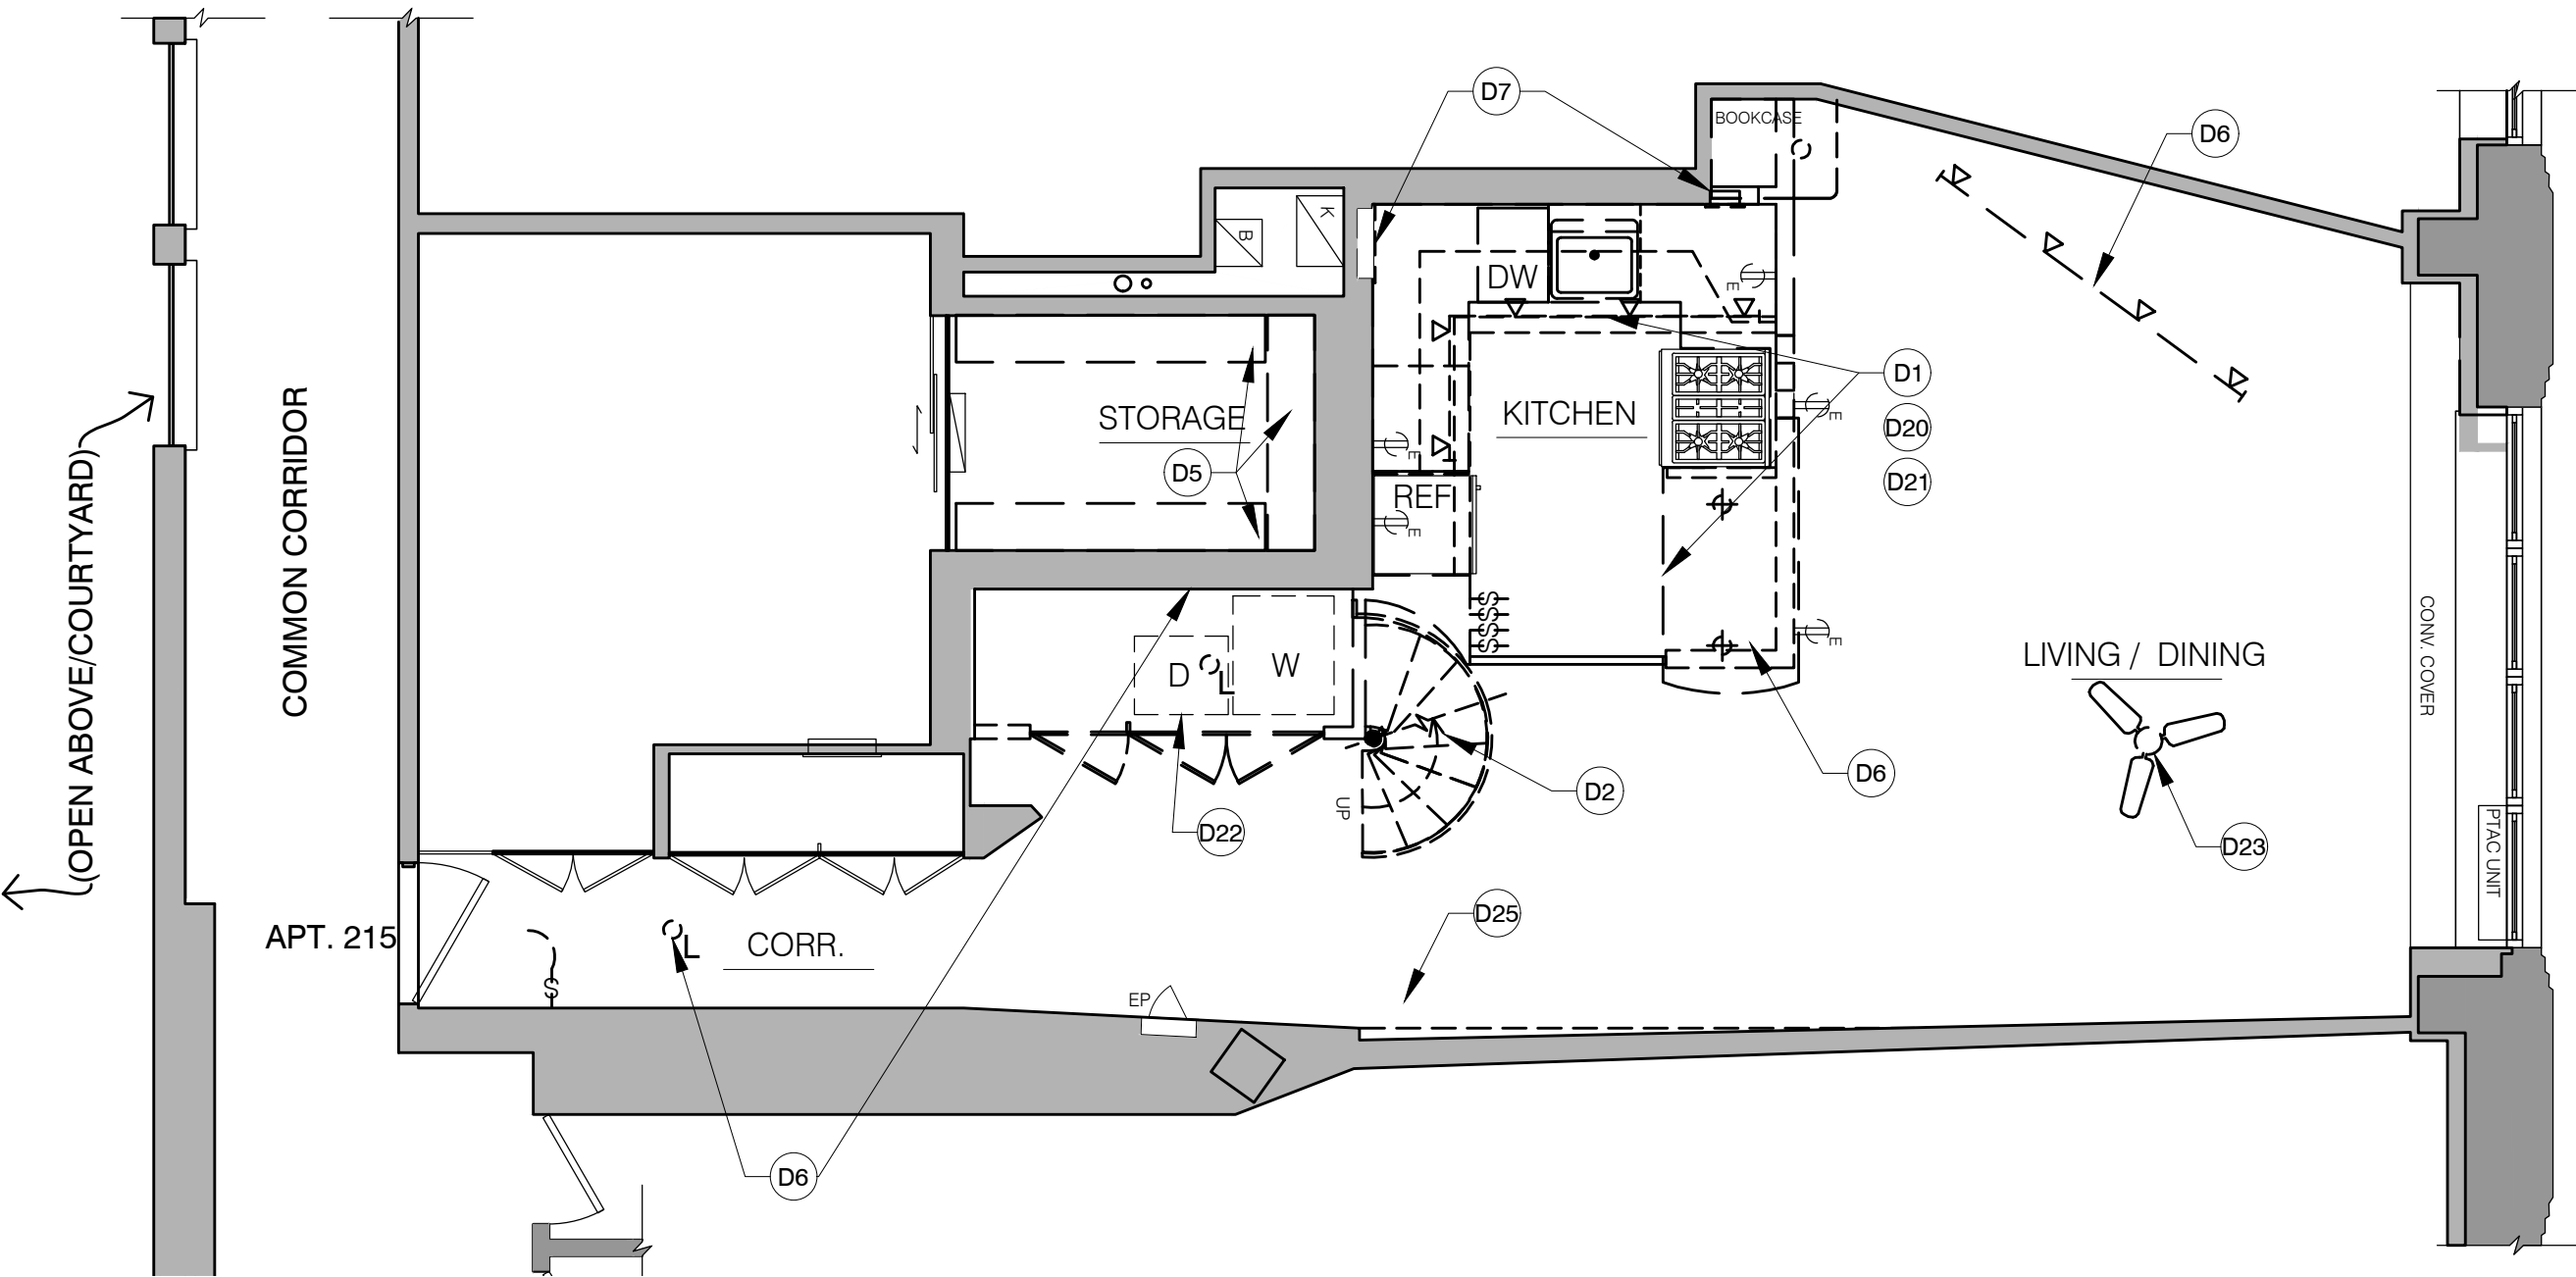 (OPEN ABOVE/COURTYARD)
COMMON CORRIDOR
APT. 215
D7
BOOKCASE
D6
K
B
DW
E
STORAGE
KITCHEN
D1
E
D20
D5
E
D21
REF
E
S
S
S
S
E
D
L
W
LIVING / DINING
CONV. COVER
D6
D2
UP
D22
D23
PTAC UNIT
D25
L
CORR.
S
EP
D6